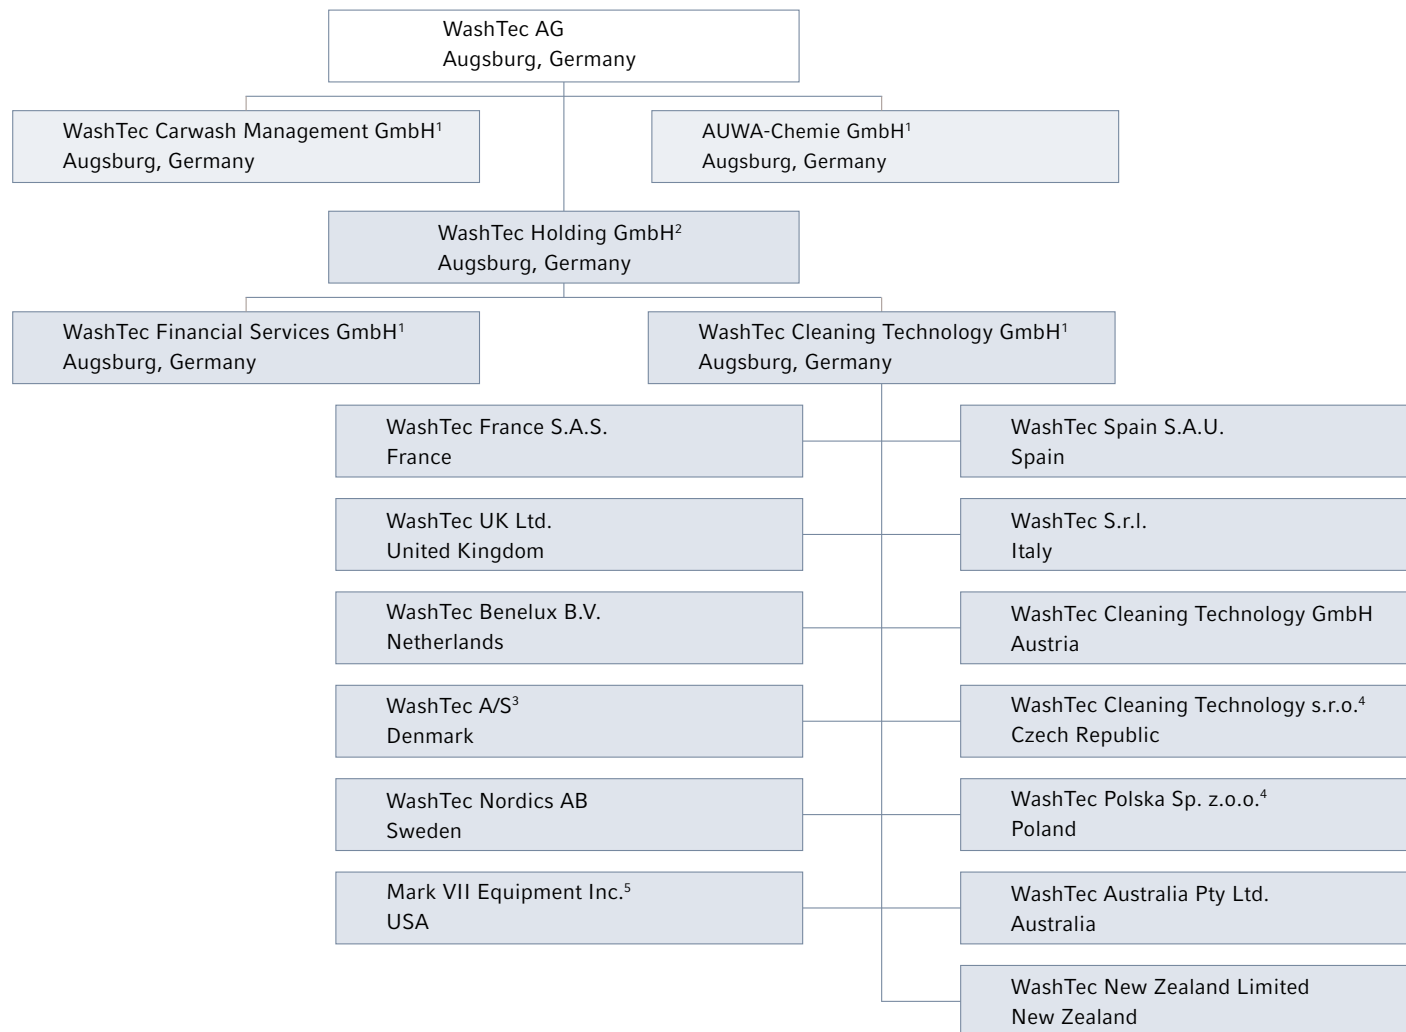 WashTec AG
Augsburg, Germany
WashTec Carwash Management GmbH¹
Augsburg, Germany
AUWA-Chemie GmbH¹
Augsburg, Germany
WashTec Holding GmbH²
Augsburg, Germany
WashTec Financial Services GmbH¹
Augsburg, Germany
WashTec Cleaning Technology GmbH¹
Augsburg, Germany
WashTec France S.A.S.
France
WashTec Spain S.A.U.
Spain
WashTec UK Ltd.
United Kingdom
WashTec S.r.l.
Italy
WashTec Benelux B.V.
Netherlands
WashTec Cleaning Technology GmbH
Austria
WashTec A/S³
Denmark
WashTec Cleaning Technology s.r.o.⁴
Czech Republic
WashTec Nordics AB
Sweden
WashTec Polska Sp. z.o.o.⁴
Poland
Mark VII Equipment Inc.⁵
USA
WashTec Australia Pty Ltd.
Australia
WashTec New Zealand Limited
New Zealand